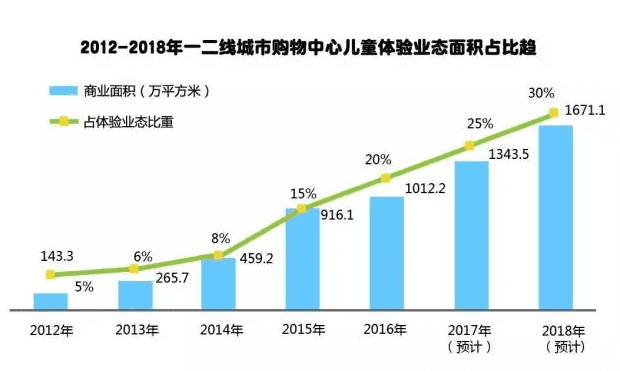 2012-2018年一二线城市购物中心儿童体验业态面积占比趋
商业面积（万平方米）
占体验业态比重
30%
1671.1
25%
1343.5
20%
1012.2
15%
916.1
8%
459.2
143.3
6%
265.7
5%
2012年
2013年
2014年
2015年
2016年
2017年
（预计）
2018年
（预计）